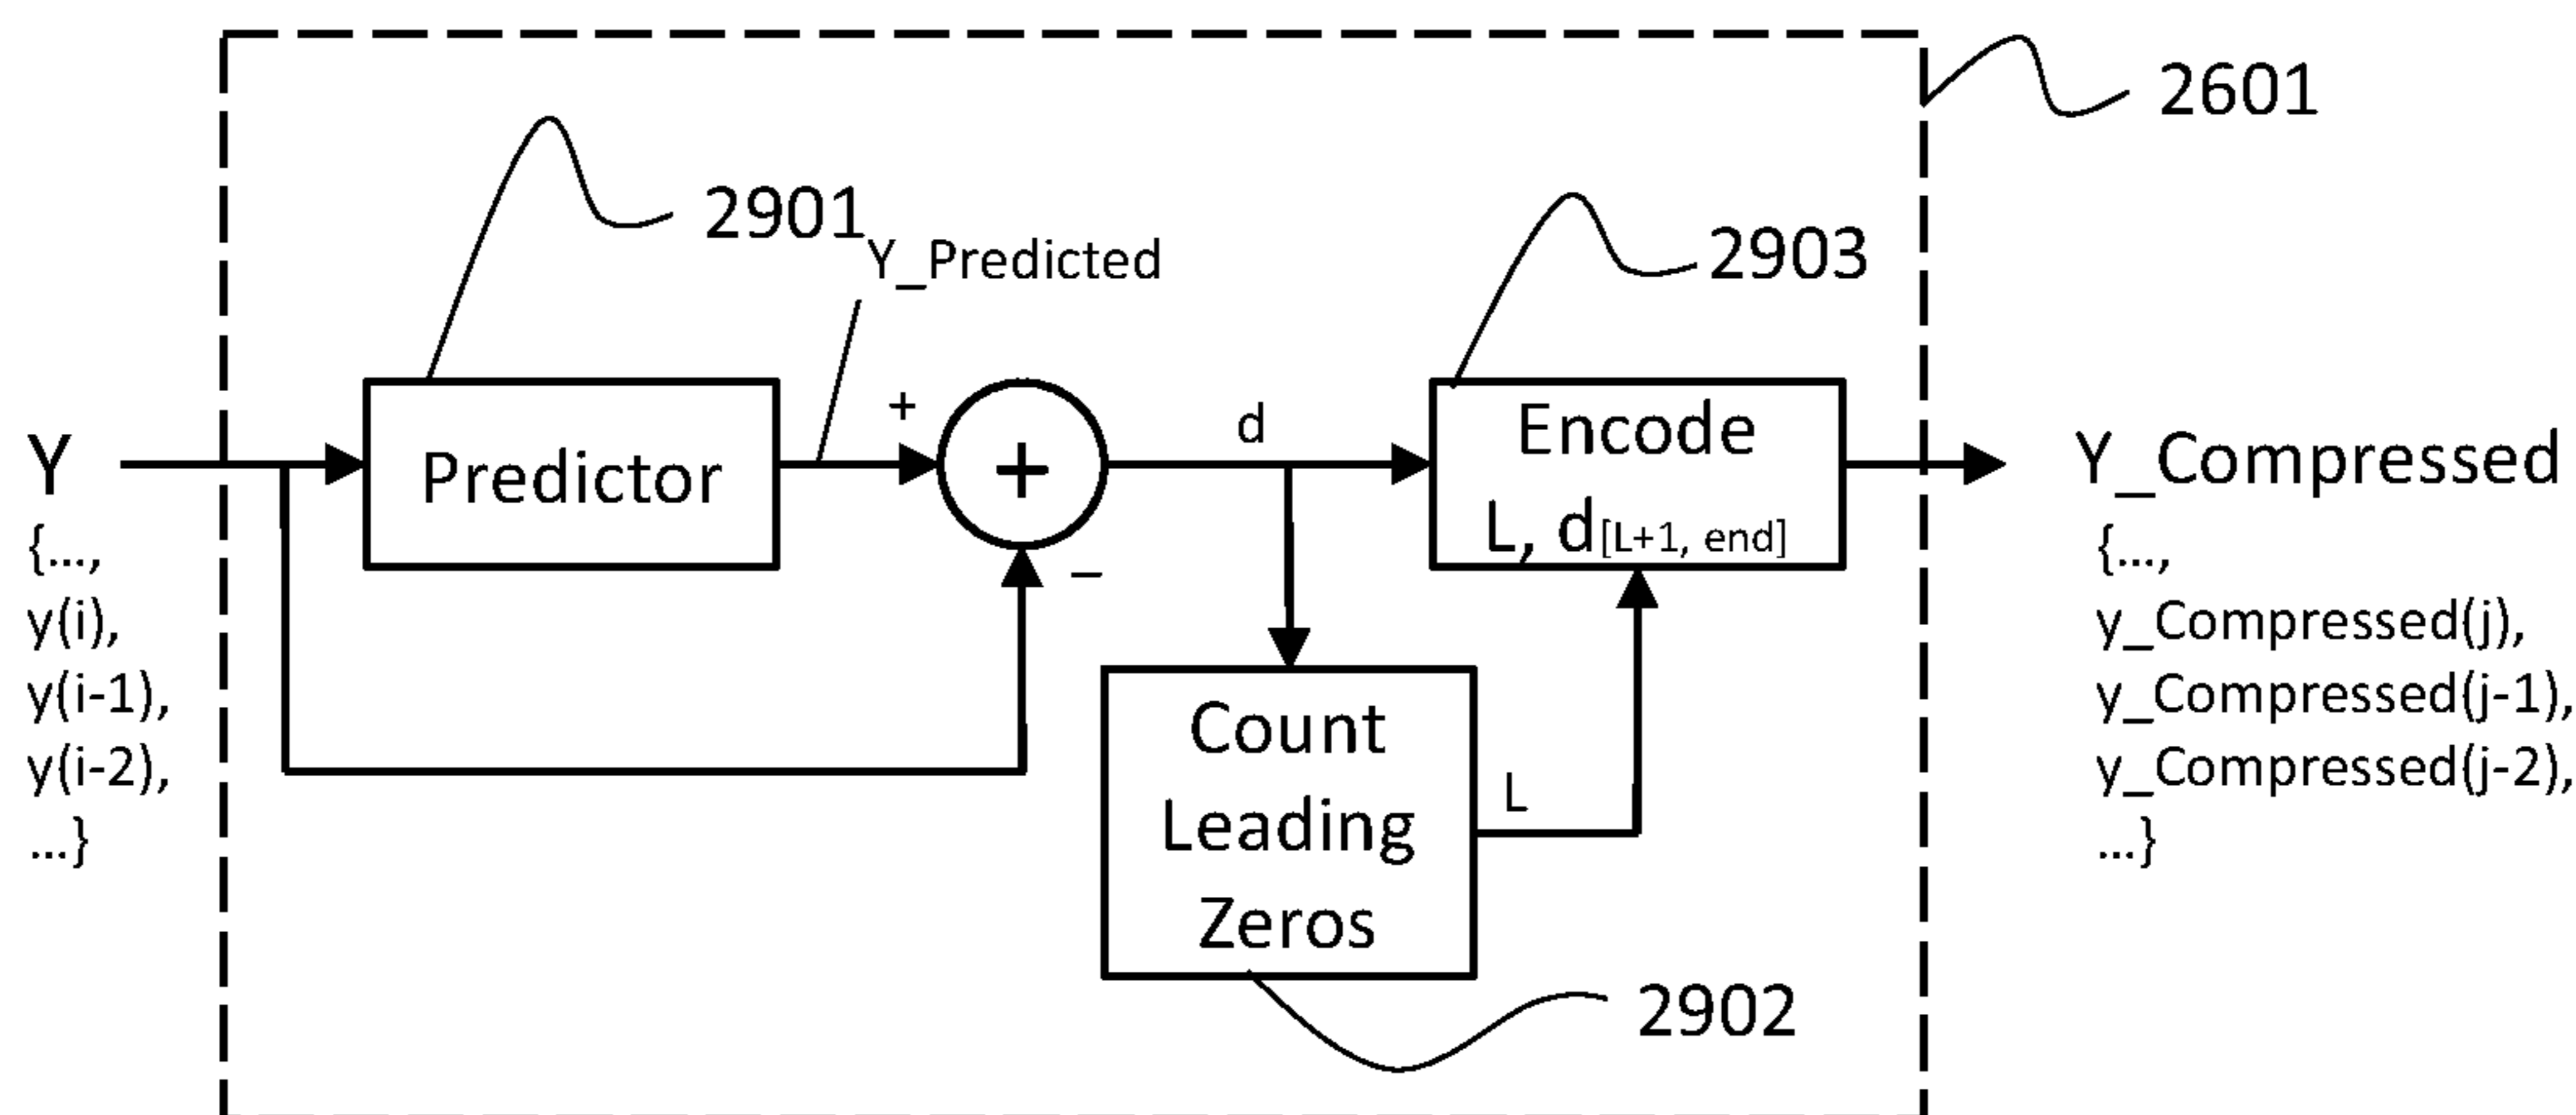 2601
2901
Y_Predicted
2903
Y
{...,
y(i),
y(i-1),
y(i-2),
...}
Predictor
+
+
−
d
Encode
L, d[L+1, end]
Count
Leading
Zeros
L
2902
Y_Compressed
{...,
y_Compressed(j),
y_Compressed(j-1),
y_Compressed(j-2),
...}